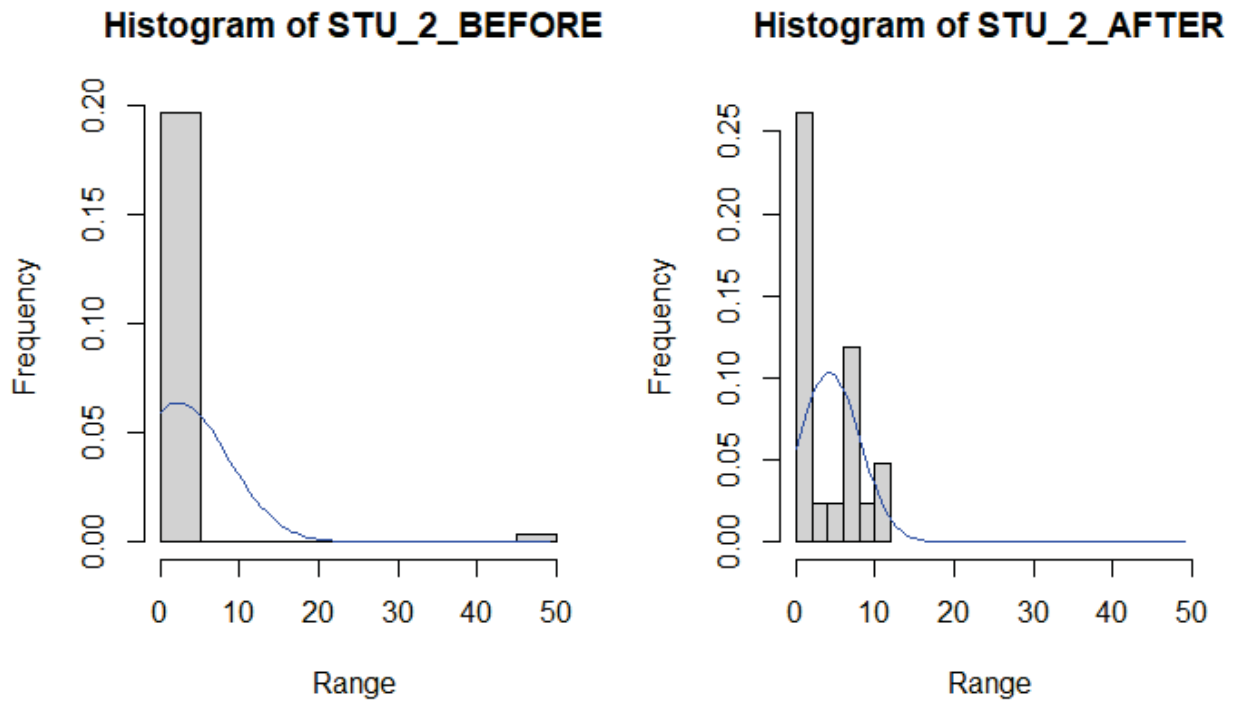 Histogram of STU_2_BEFORE
Frequency
0.00 0.05 0.10 0.15 0.20
0 10 20 30 40 50
Range
Histogram of STU_2_AFTER
Frequency
0.00 0.05 0.10 0.15 0.20 0.25
0 10 20 30 40 50
Range